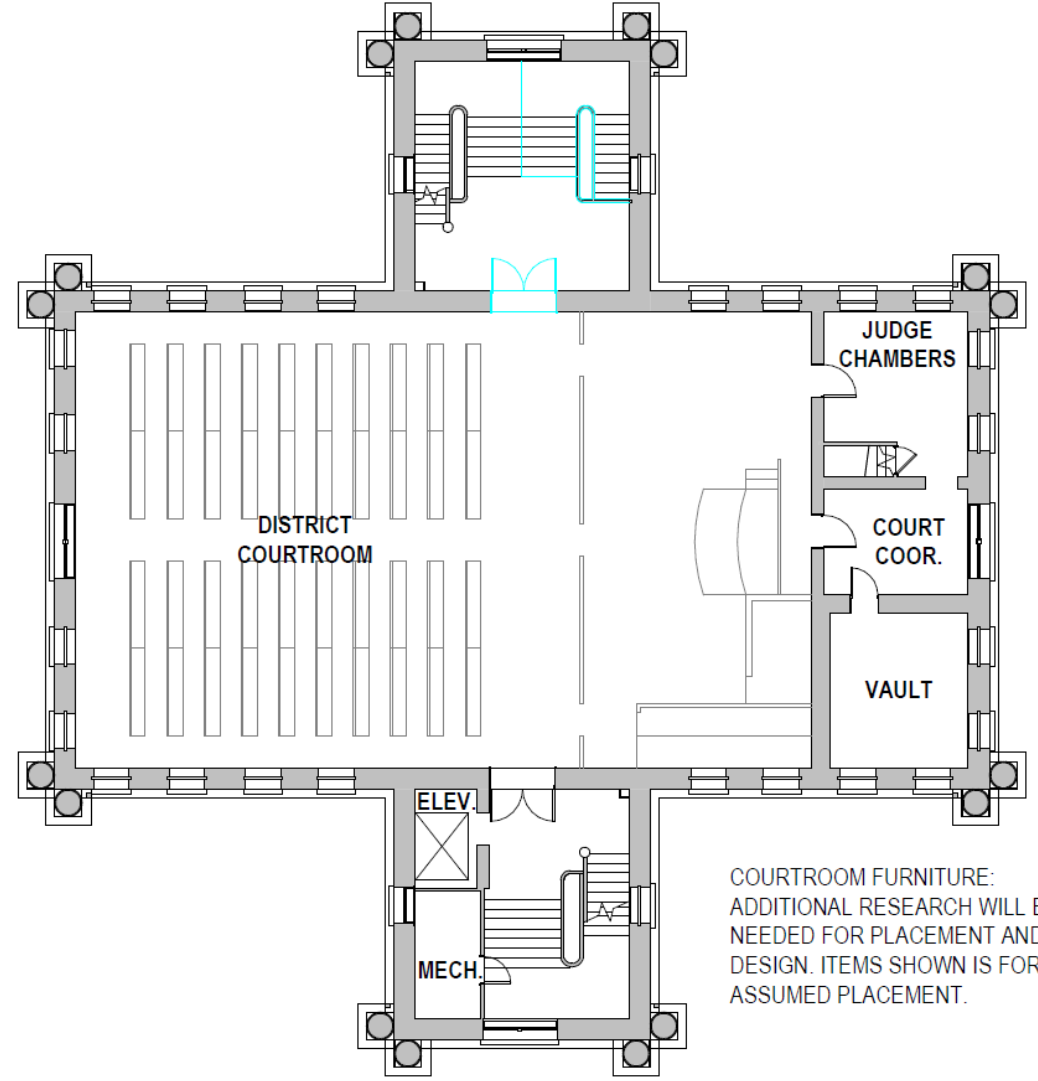 JUDGE
CHAMBERS
DISTRICT
COURTROOM
COURT
COOR.
VAULT
ELEV.
MECH.
COURTROOM FURNITURE:
ADDITIONAL RESEARCH WILL
NEEDED FOR PLACEMENT AND
DESIGN. ITEMS SHOWN IS FOR
ASSUMED PLACEMENT.